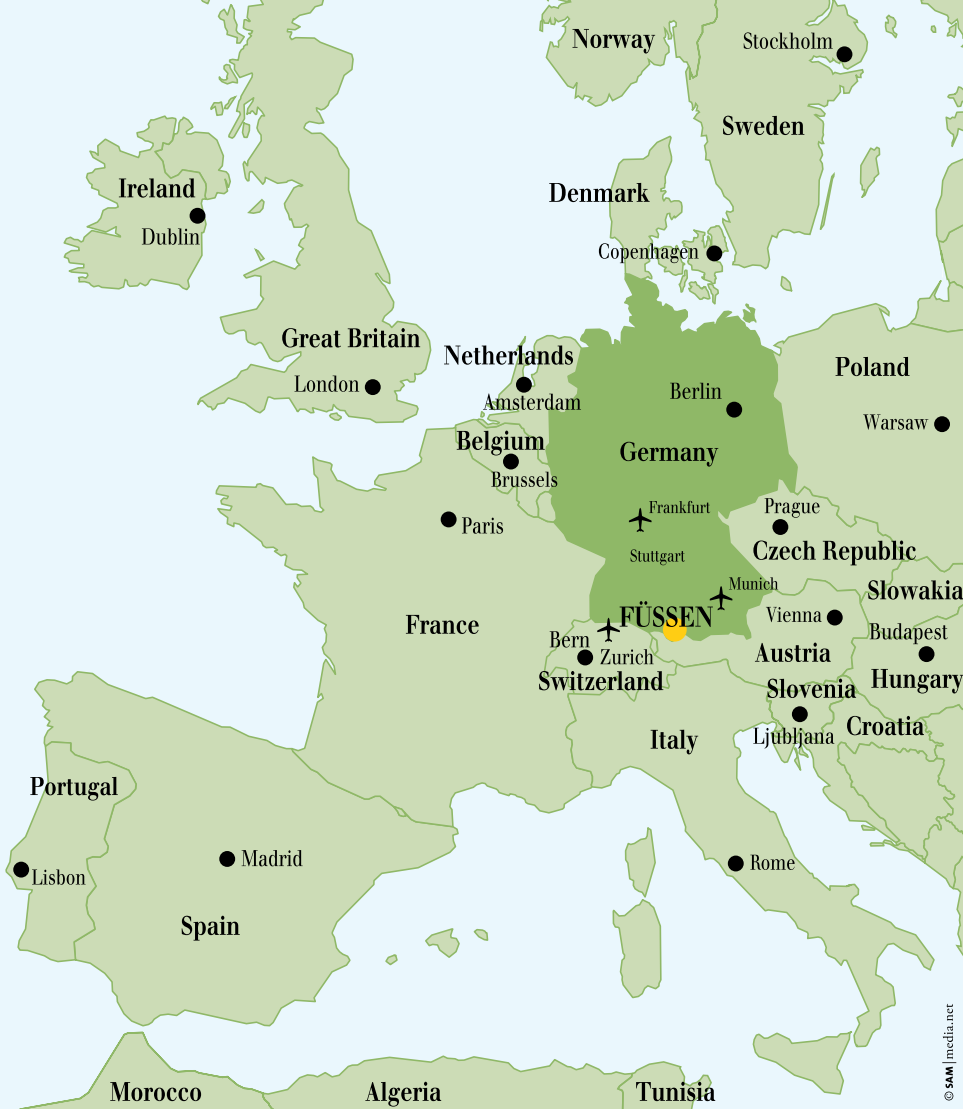 Norway
Stockholm
Sweden
Ireland
Denmark
Dublin
Copenhagen
Great Britain
Netherlands
Poland
London
Berlin
Amsterdam
Warsaw
Belgium
Germany
Brussels
Frankfurt
Prague
Paris
Czech Republic
Stuttgart
Munich
Slowakia
FÜSSEN
Vienna
France
Bern
Budapest
Zurich
Austria
Switzerland
Hungary
Slovenia
Croatia
Italy
Ljubljana
Portugal
Madrid
Rome
Lisbon
Spain
Morocco
Algeria
Tunisia
© SAM|media.net